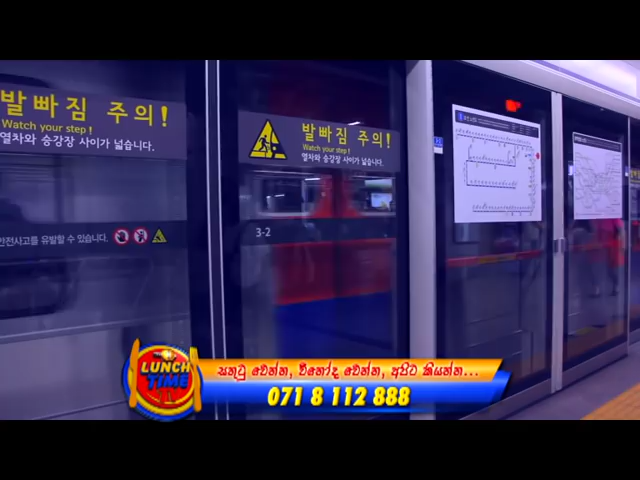 발빠짐 주의!
Watch your step!
열차와 승강장 사이가 넓습니다.
발빠짐 주의!
Watch your step!
열차와 승강장 사이가 넓습니다.
안전사고를 유발할 수 있습니다.
3-2
LUNCH
TIME
සතුටු වෙන්න, විනෝද වෙන්න, අපිට කියන්න...
071 8 112 888